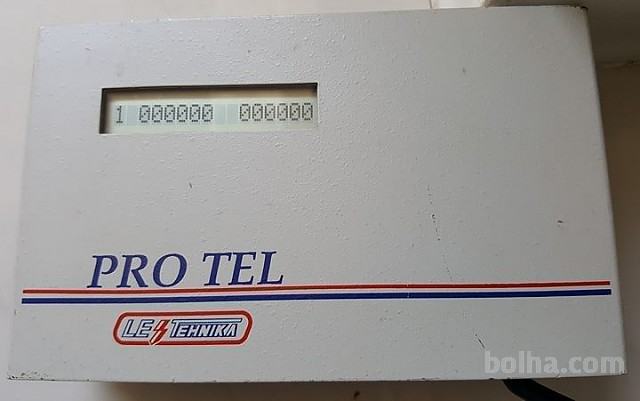 1 000000 000000
PRO TEL
LE TEHNIKA
bolha.com